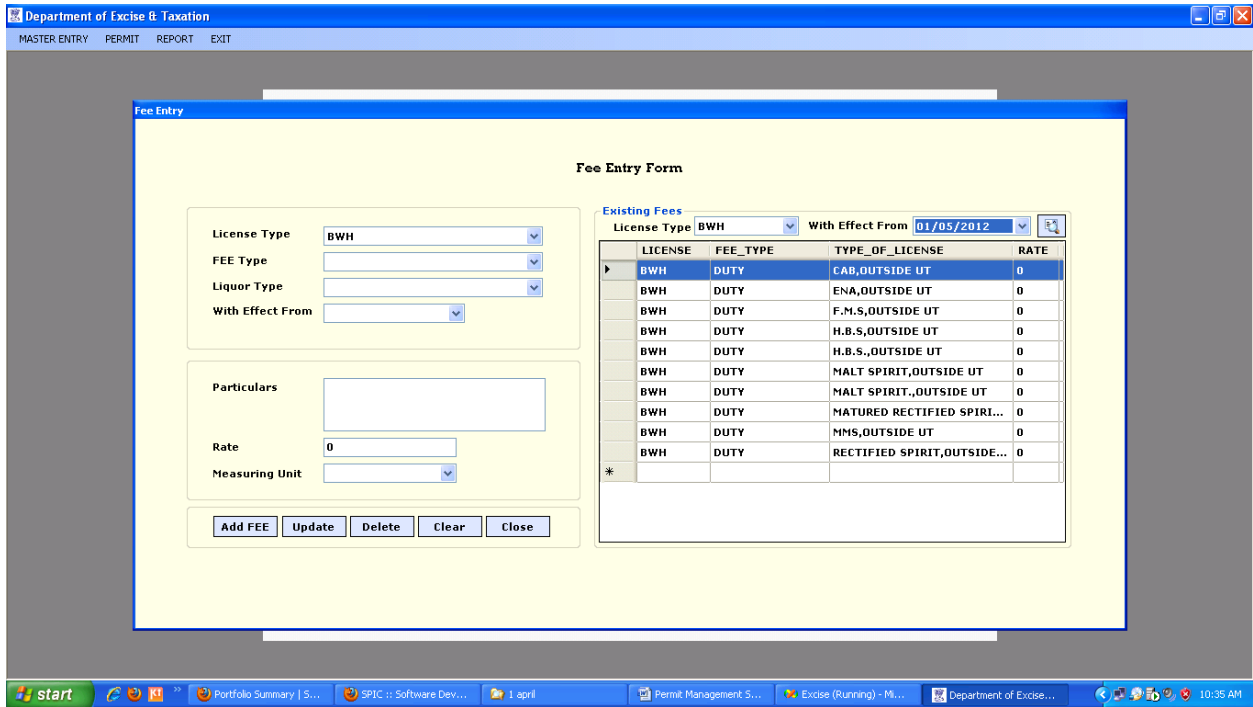 Department of Excise & Taxation
MASTER ENTRY PERMIT REPORT EXIT
Fee Entry
Fee Entry Form
License Type BWH
FEE Type
Liquor Type
With Effect From
Particulars
Rate 0
Measuring Unit
Add FEE Update Delete Clear Close
Existing Fees
License Type BWH With Effect From 01/05/2012
LICENSE FEE_TYPE TYPE_OF_LICENSE RATE
BWH DUTY CAB,OUTSIDE UT 0
BWH DUTY ENA,OUTSIDE UT 0
BWH DUTY F.M.S,OUTSIDE UT 0
BWH DUTY H.B.S,OUTSIDE UT 0
BWH DUTY H.B.S.,OUTSIDE UT 0
BWH DUTY MALT SPIRIT,OUTSIDE UT 0
BWH DUTY MALT SPIRIT.,OUTSIDE UT 0
BWH DUTY MATURED RECTIFIED SPIRI... 0
BWH DUTY MMS,OUTSIDE UT 0
BWH DUTY RECTIFIED SPIRIT,OUTSIDE... 0
start Portfolio Summary | S... SPIC :: Software Dev... 1 april Permit Management S... Excise (Running) - Mi... Department of Excise... 10:35 AM